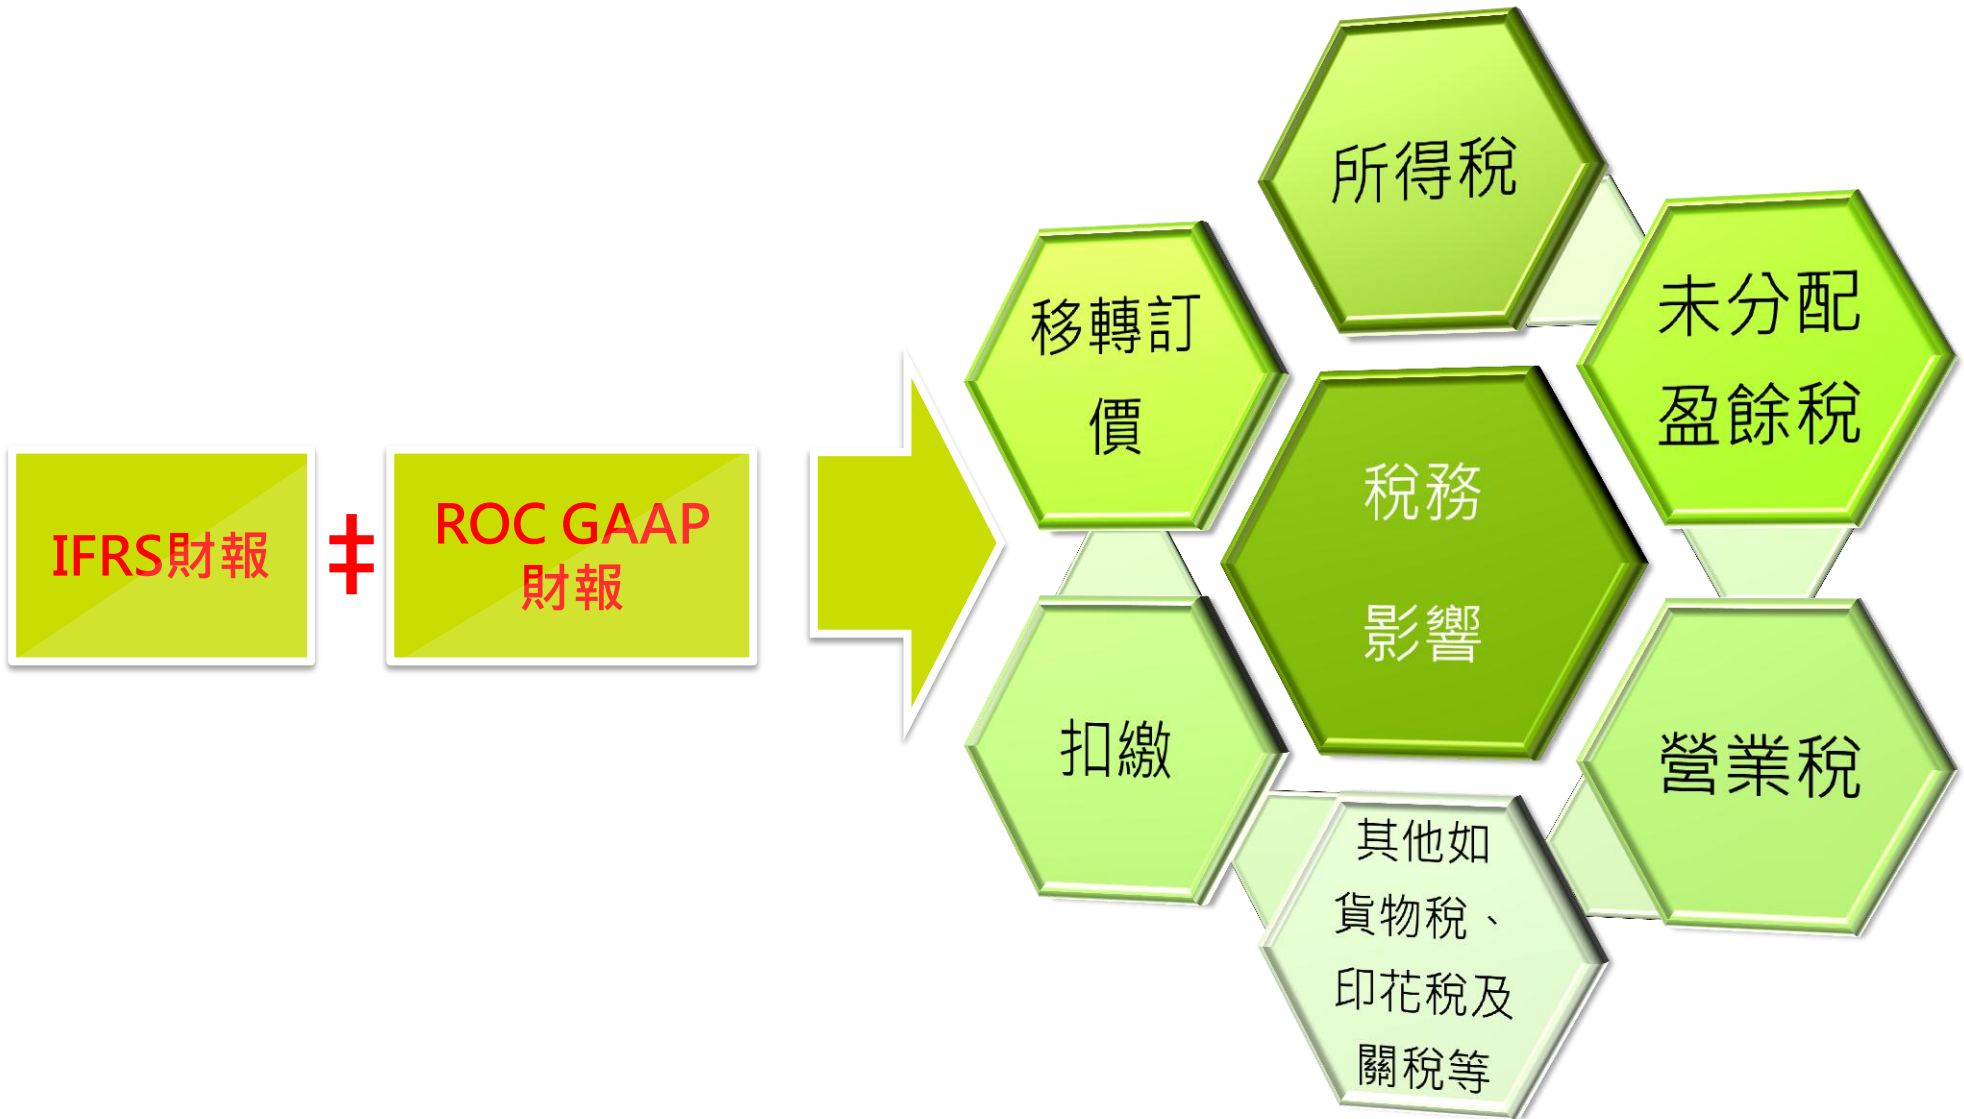 IFRS財報
‡
ROC GAAP
財報
所得稅
未分配
盈餘稅
營業稅
其他如
貨物稅、
印花稅及
關稅等
扣繳
移轉訂
價
稅務
影響